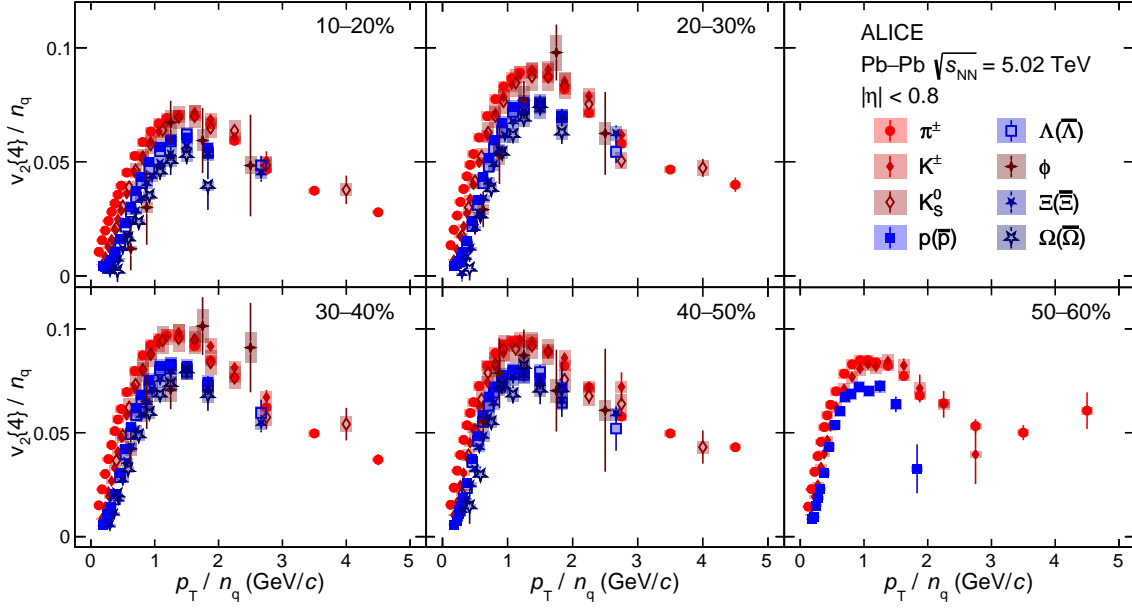 10–20%
20–30%
ALICE
Pb–Pb √sNN = 5.02 TeV
|η| < 0.8
π±
Λ(Λ̅)
K±
ϕ
K0S
Ξ(Ξ̅)
p(p̅)
Ω(Ω̅)
v2{4} / nq
0.1
0.05
0
30–40%
40–50%
50–60%
v2{4} / nq
0.1
0.05
0
0 1 2 3 4 5
0 1 2 3 4 5
0 1 2 3 4 5
pT / nq (GeV/c)
pT / nq (GeV/c)
pT / nq (GeV/c)